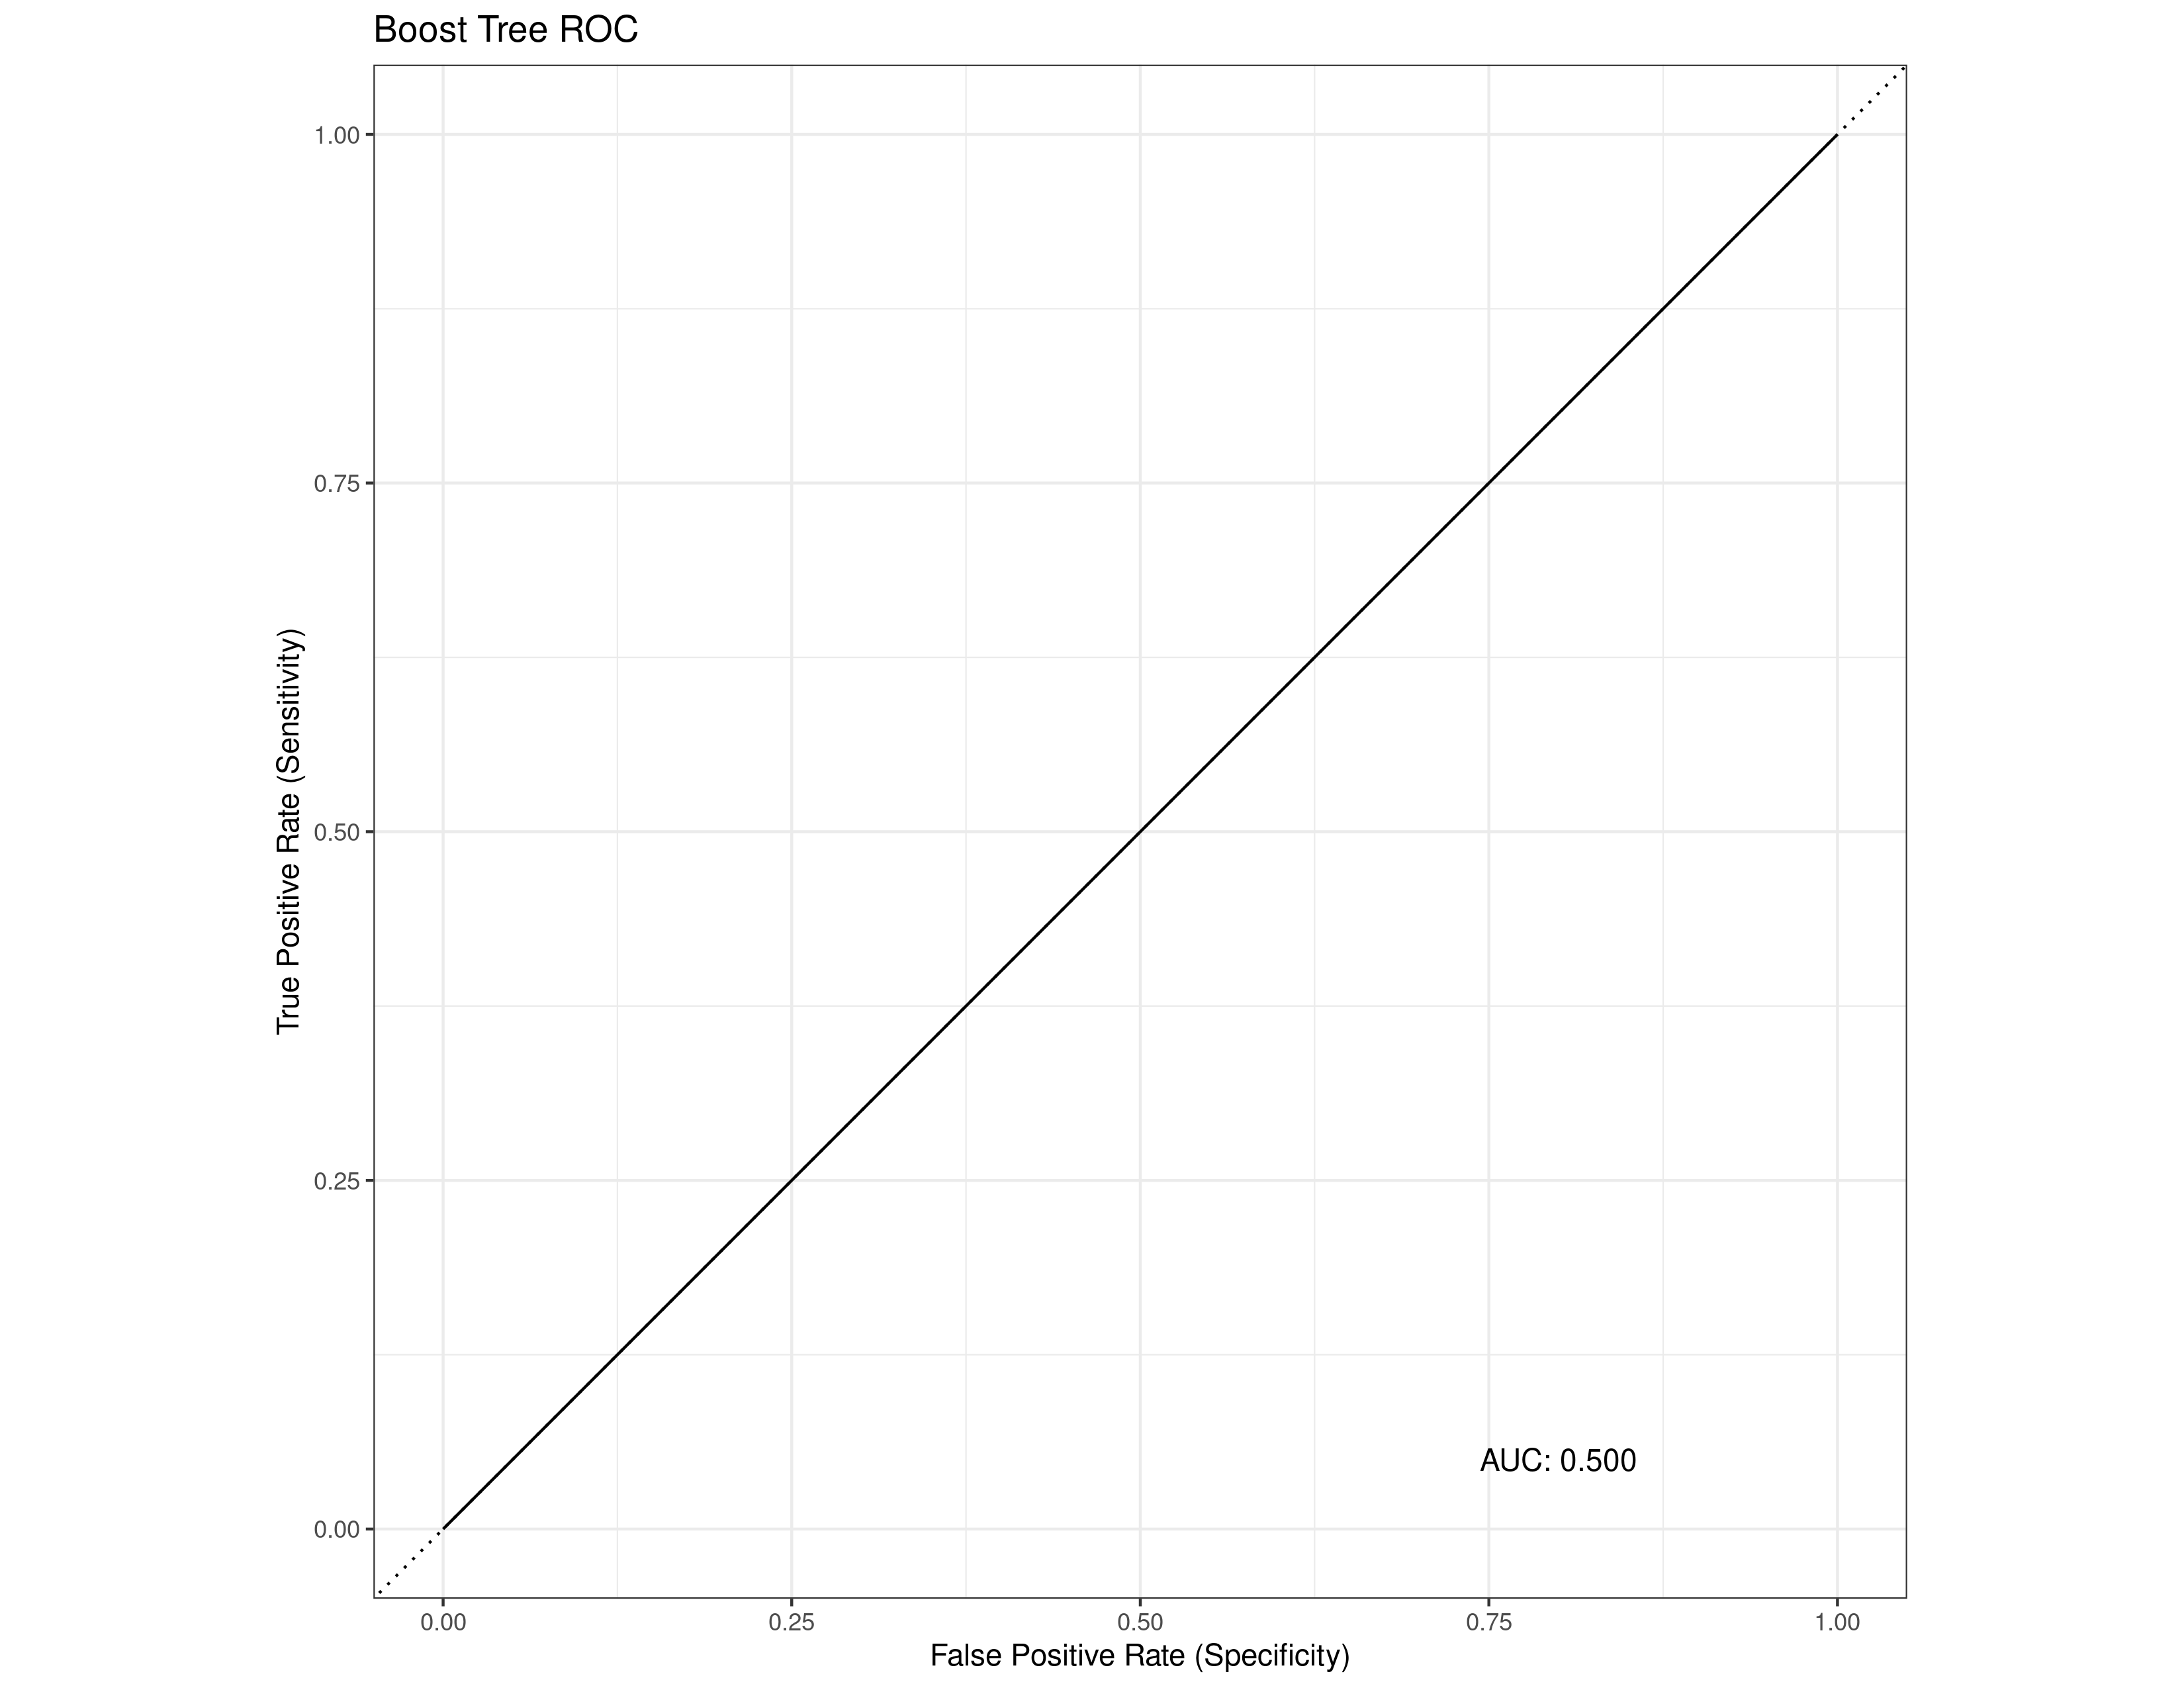 Boost Tree ROC
True Positive Rate (Sensitivity)
1.00
0.75
0.50
0.25
0.00
AUC: 0.500
0.00 0.25 0.50 0.75 1.00
False Positive Rate (Specificity)